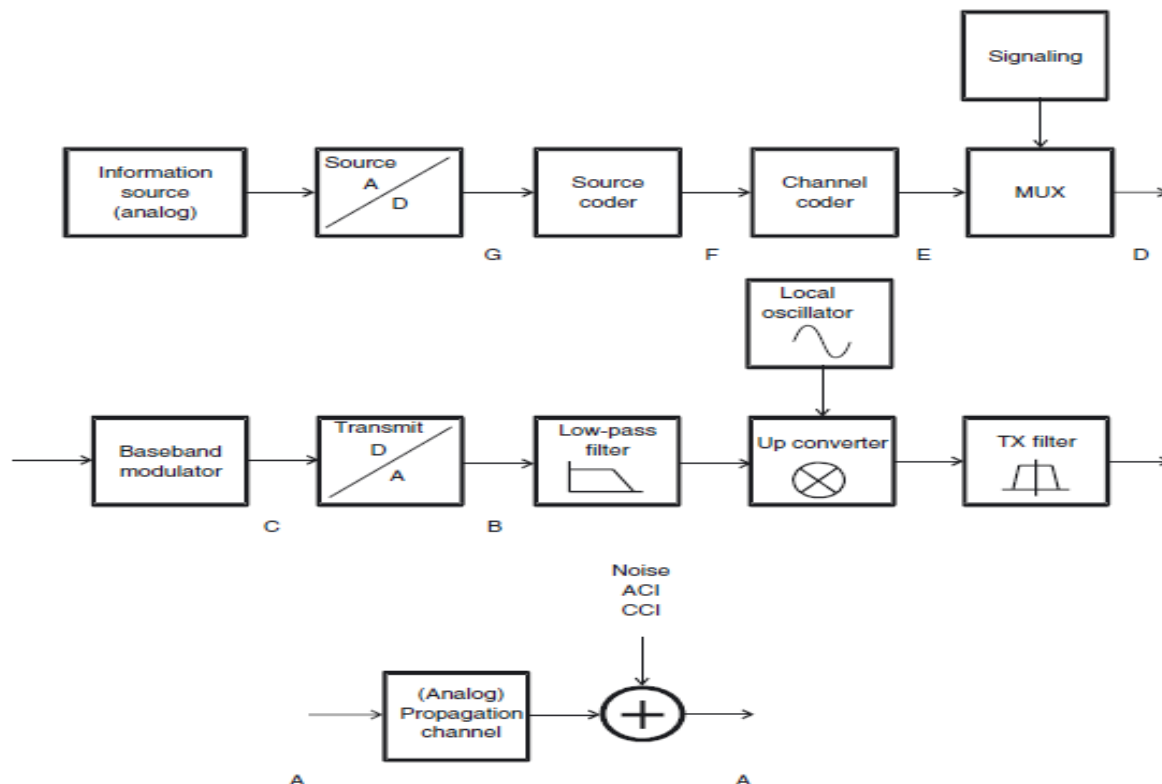 Signaling
Information
source
(analog)
Source
A
D
Source
coder
Channel
coder
MUX
G
F
E
D
Local
oscillator
Baseband
modulator
Transmit
D
A
Low-pass
filter
Up converter
TX filter
C
B
Noise
ACI
CCI
(Analog)
Propagation
channel
A
A